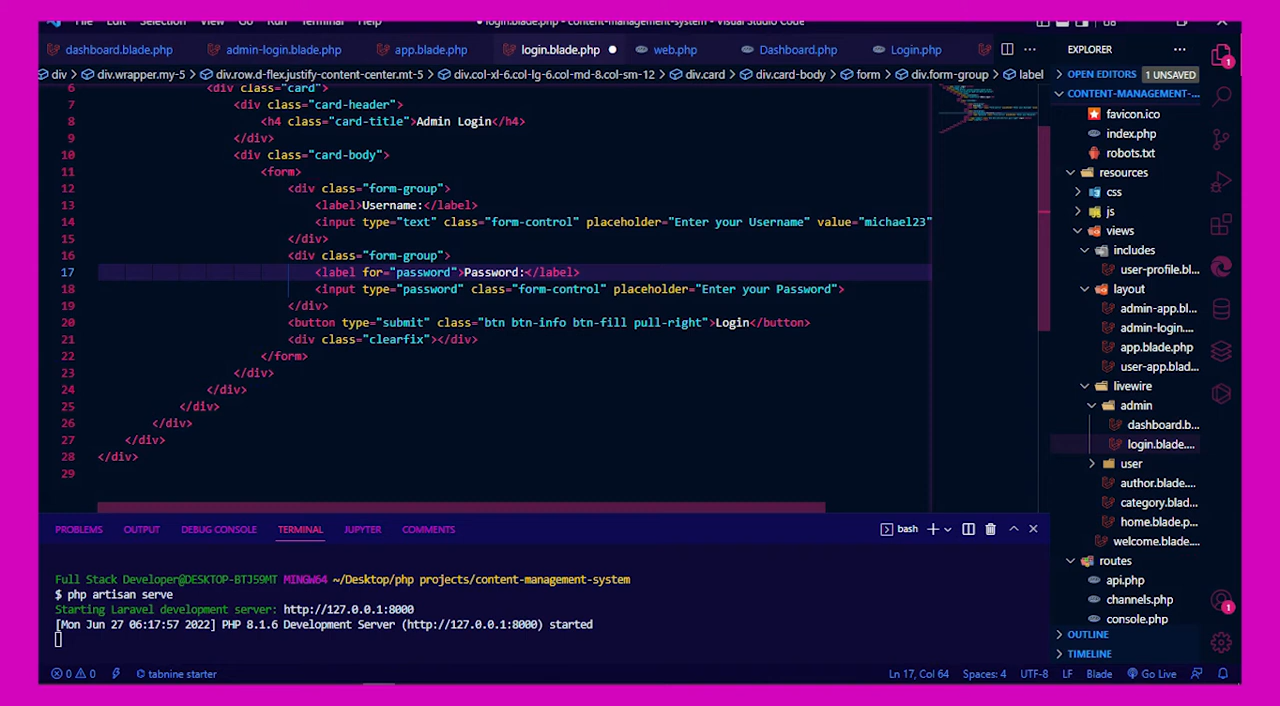 File Edit Selection View Go Run Terminal Help
login.blade.php - content-management-system - Visual Studio Code
dashboard.blade.php admin-login.blade.php app.blade.php login.blade.php web.php Dashboard.php Login.php
EXPLORER
div > div.wrapper.my-5 > div.row.d-flex.justify-content-center.mt-5 > div.col-xl-6.col-lg-6.col-md-8.col-sm-12 > div.card > div.card-body > form > div.form-group > label
6 <div class="card">
7 <div class="card-header">
8 <h4 class="card-title">Admin Login</h4>
9 </div>
10 <div class="card-body">
11 <form>
12 <div class="form-group">
13 <label>Username:</label>
14 <input type="text" class="form-control" placeholder="Enter your Username" value="michael23"
15 </div>
16 <div class="form-group">
17 <label for="password">Password:</label>
18 <input type="password" class="form-control" placeholder="Enter your Password">
19 </div>
20 <button type="submit" class="btn btn-info btn-fill pull-right">Login</button>
21 <div class="clearfix"></div>
22 </form>
23 </div>
24 </div>
25 </div>
26 </div>
27 </div>
28 </div>
29
OPEN EDITORS 1 UNSAVED
CONTENT-MANAGEMENT-...
favicon.ico
index.php
robots.txt
resources
css
js
views
includes
user-profile.bl...
layout
admin-app.bl...
admin-login....
app.blade.php
user-app.blad...
livewire
admin
dashboard.b...
login.blade....
user
author.blade....
category.blad...
home.blade.p...
welcome.blade....
routes
api.php
channels.php
console.php
OUTLINE
TIMELINE
1
1
PROBLEMS OUTPUT DEBUG CONSOLE TERMINAL JUPYTER COMMENTS
bash
Full Stack Developer@DESKTOP-BTJ59MT MINGW64 ~/Desktop/php projects/content-management-system
$ php artisan serve
Starting Laravel development server: http://127.0.0.1:8000
[Mon Jun 27 06:17:57 2022] PHP 8.1.6 Development Server (http://127.0.0.1:8000) started
0 0 tabnine starter
Ln 17, Col 64 Spaces: 4 UTF-8 LF Blade Go Live